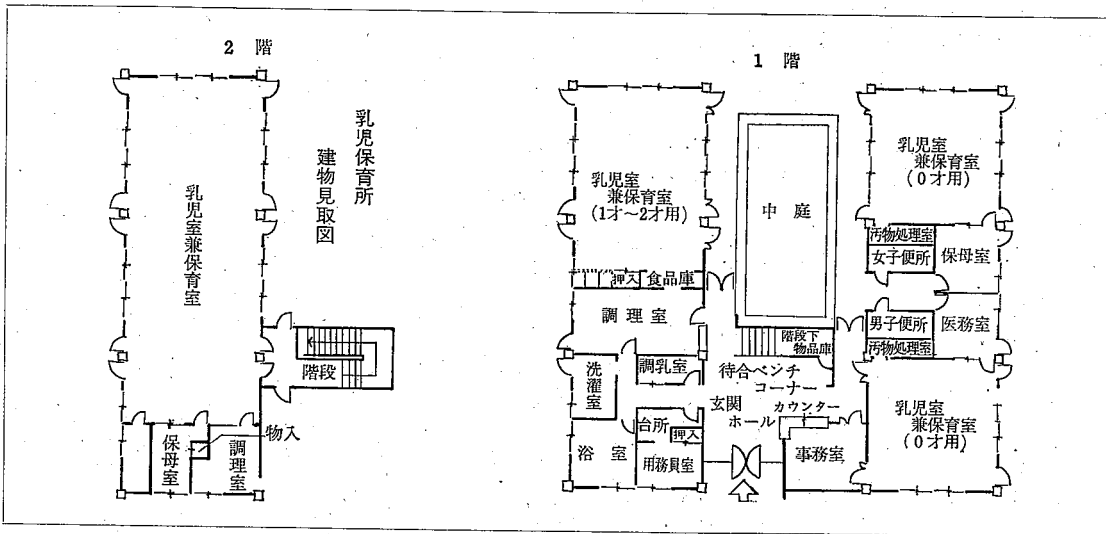 2 階
乳児室兼保育室
乳児保育所
建物見取図
階段
物入
保母室
調理室
1 階
乳児室
兼保育室
(1才〜2才用)
押入
食品庫
調理室
洗濯室
調乳室
台所
押入
浴室
用務員室
中庭
階段下
物品庫
待合ベンチ
コーナー
玄関
ホール
カウンター
事務室
乳児室
兼保育室
(0才用)
汚物処理室
女子便所
保母室
男子便所
汚物処理室
医務室
乳児室
兼保育室
(0才用)